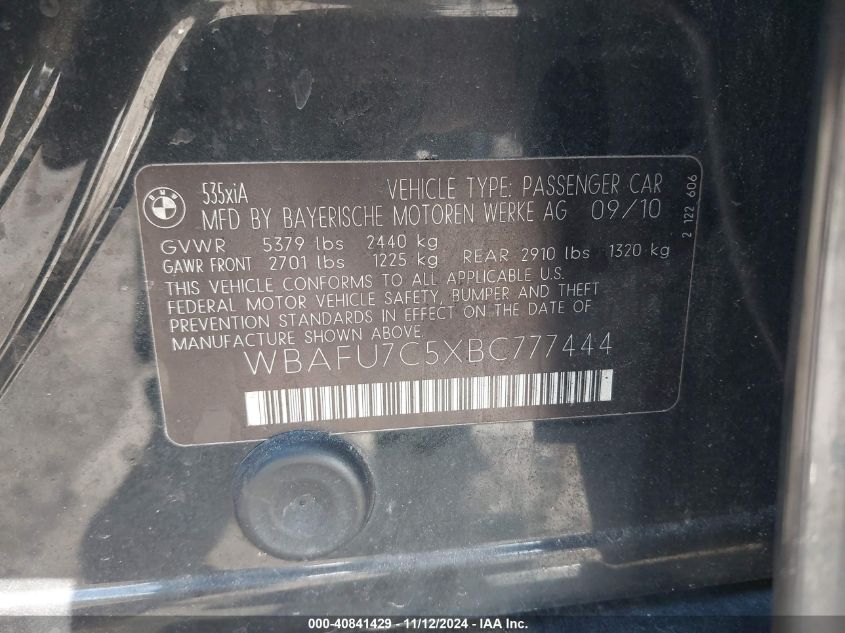 535xiA
VEHICLE TYPE: PASSENGER CAR
BMW
MFD BY BAYERISCHE MOTOREN WERKE AG 09/10
GVWR 5379 lbs 2440 kg
GAWR FRONT 2701 lbs 1225 kg REAR 2910 lbs 1320 kg
THIS VEHICLE CONFORMS TO ALL APPLICABLE U.S.
FEDERAL MOTOR VEHICLE SAFETY, BUMPER AND THEFT
PREVENTION STANDARDS IN EFFECT ON THE DATE OF
MANUFACTURE SHOWN ABOVE.
WBAFU7C5XBC777444
2 122 606
000-40841429 - 11/12/2024 - IAA Inc.